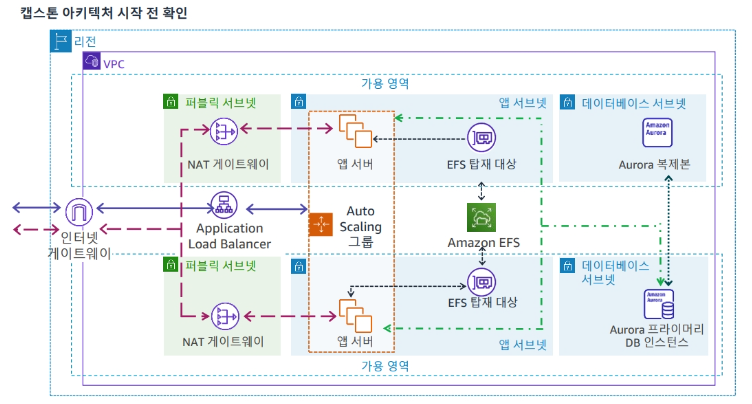 캡스톤 아키텍처 시작 전 확인
리전
VPC
가용 영역
퍼블릭 서브넷
앱 서브넷
데이터베이스 서브넷
NAT 게이트웨이
앱 서버
EFS 탑재 대상
Amazon
Aurora
Aurora 복제본
인터넷
게이트웨이
Application
Load Balancer
Auto
Scaling
그룹
Amazon EFS
퍼블릭 서브넷
데이터베이스
서브넷
NAT 게이트웨이
앱 서버
EFS 탑재 대상
앱 서브넷
Amazon
Aurora
Aurora 프라이머리
DB 인스턴스
가용 영역